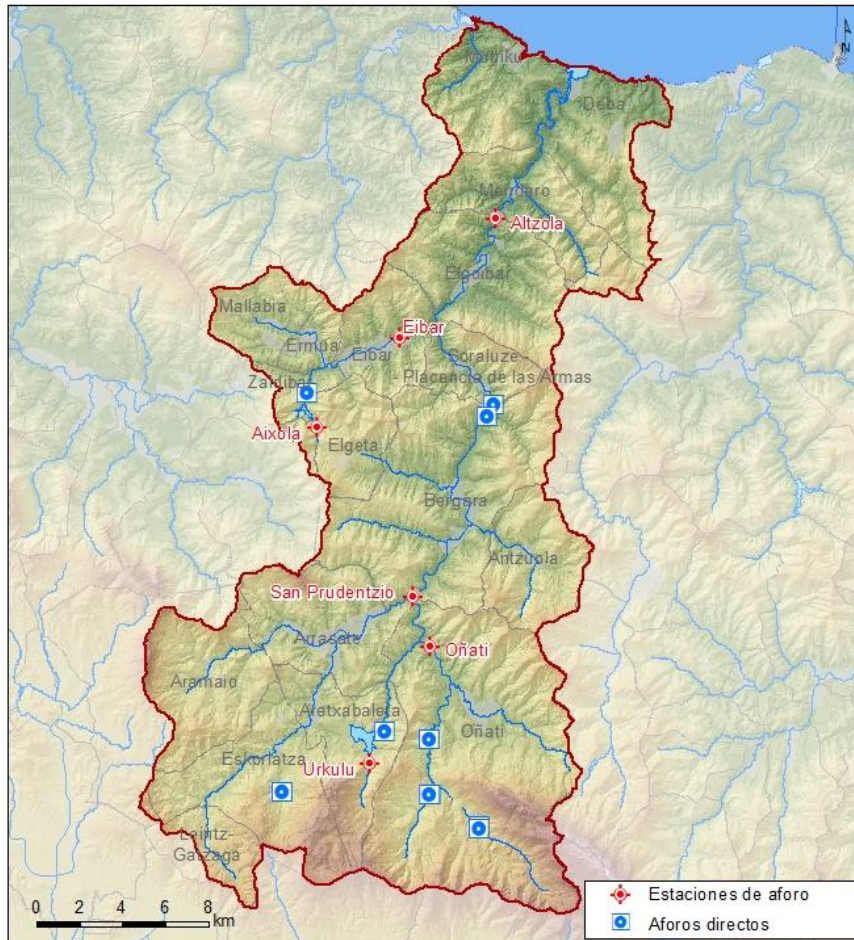 Mutriku
Deba
N
Mendaro
Altzola
Elgoibar
Mallabia
Eibar
Ermua
Eibar
Soraluze
- Placencia de las Armas
Zaldibar
Aixola
Elgeta
Bergara
Antzuola
San Prudentzio
Arrasate
Oñati
Aramaio
Aretxabaleta
Oñati
Eskoriatza
Urkulu
Leintz-
Gatzaga
0 2 4 6 8
km
Estaciones de aforo
Aforos directos